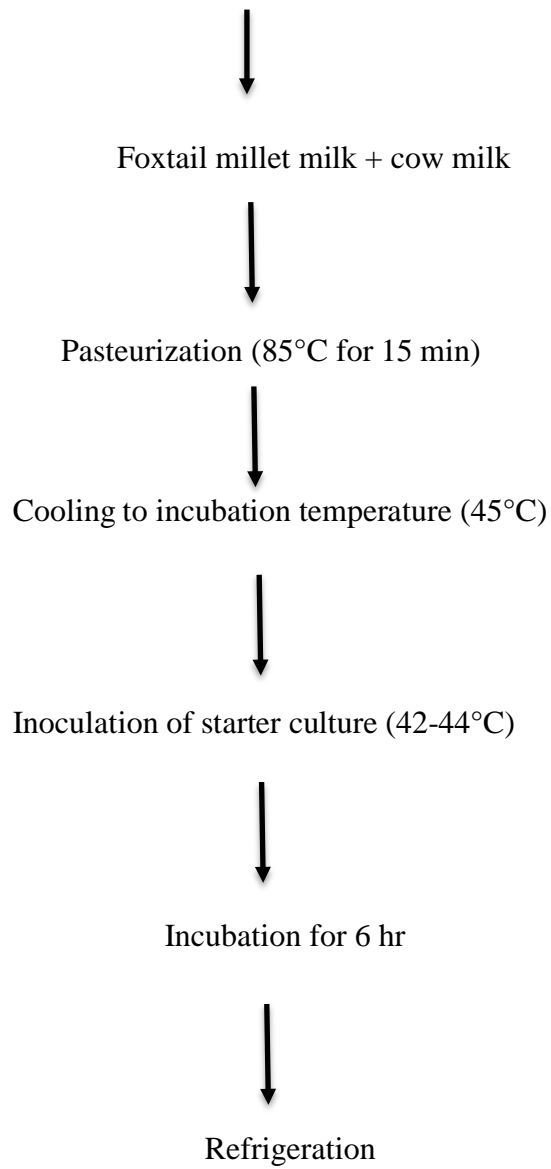 Foxtail millet milk + cow milk
Pasteurization (85°C for 15 min)
Cooling to incubation temperature (45°C)
Inoculation of starter culture (42-44°C)
Incubation for 6 hr
Refrigeration